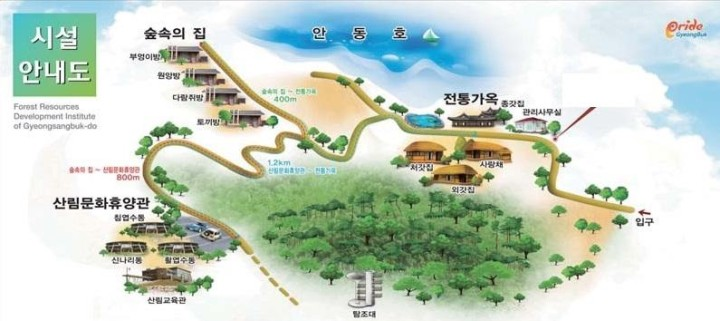 시설
안내도
Forest Resources
Development Institute
of Gyeongsangbuk-do
숲속의 집
부엉이방
원앙방
다람쥐방
토끼방
안동호
pride
GyeongBuk
숲속의 집 ~ 전통가옥
400m
전통가옥
종갓집
관리사무실
처갓집
사랑채
외갓집
1.2km
산림문화휴양관 ~ 전통가옥
숲속의 집 ~ 산림문화휴양관
800m
산림문화휴양관
침엽수동
신나리동
활엽수동
산림교육관
탐조대
입구